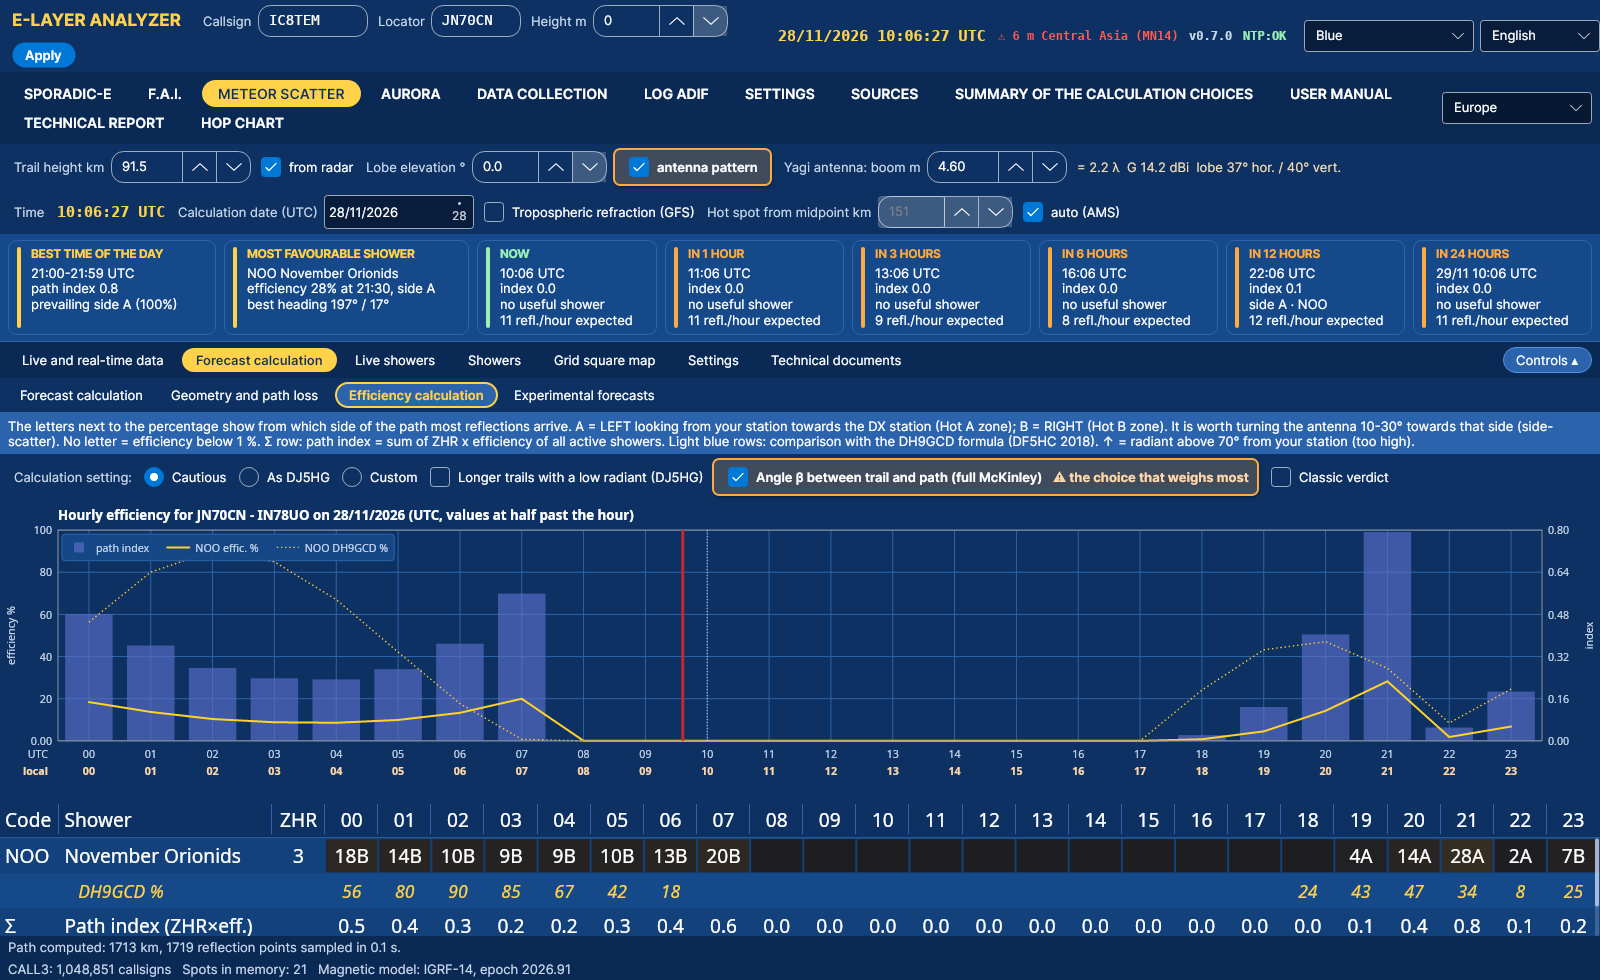 E-LAYER ANALYZER Callsign IC8TEM Locator JN70CN Height m 0
28/11/2026 10:06:27 UTC ⚠ 6 m Central Asia (MN14) v0.7.0 NTP:OK Blue English
Apply
SPORADIC-E F.A.I. METEOR SCATTER AURORA DATA COLLECTION LOG ADIF SETTINGS SOURCES SUMMARY OF THE CALCULATION CHOICES USER MANUAL
TECHNICAL REPORT HOP CHART Europe
Trail height km 91.5 from radar Lobe elevation ° 0.0 antenna pattern Yagi antenna: boom m 4.60 = 2.2 λ G 14.2 dBi lobe 37° hor. / 40° vert.
Time 10:06:27 UTC Calculation date (UTC) 28/11/2026 28 Tropospheric refraction (GFS) Hot spot from midpoint km 151 auto (AMS)
BEST TIME OF THE DAY
21:00-21:59 UTC
path index 0.8
prevailing side A (100%)
MOST FAVOURABLE SHOWER
NOO November Orionids
efficiency 28% at 21:30, side A
best heading 197° / 17°
NOW
10:06 UTC
index 0.0
no useful shower
11 refl./hour expected
IN 1 HOUR
11:06 UTC
index 0.0
no useful shower
11 refl./hour expected
IN 3 HOURS
13:06 UTC
index 0.0
no useful shower
9 refl./hour expected
IN 6 HOURS
16:06 UTC
index 0.0
no useful shower
8 refl./hour expected
IN 12 HOURS
22:06 UTC
index 0.1
side A · NOO
12 refl./hour expected
IN 24 HOURS
29/11 10:06 UTC
index 0.0
no useful shower
11 refl./hour expected
Live and real-time data Forecast calculation Live showers Showers Grid square map Settings Technical documents Controls ▴
Forecast calculation Geometry and path loss Efficiency calculation Experimental forecasts
The letters next to the percentage show from which side of the path most reflections arrive. A = LEFT looking from your station towards the DX station (Hot A zone); B = RIGHT (Hot B zone). It is worth turning the antenna 10-30° towards that side (side-
scatter). No letter = efficiency below 1 %. Σ row: path index = sum of ZHR x efficiency of all active showers. Light blue rows: comparison with the DH9GCD formula (DF5HC 2018). ↑ = radiant above 70° from your station (too high).
Calculation setting: Cautious As DJ5HG Custom Longer trails with a low radiant (DJ5HG) Angle β between trail and path (full McKinley) ⚠ the choice that weighs most Classic verdict
Hourly efficiency for JN70CN - IN78UO on 28/11/2026 (UTC, values at half past the hour)
path index NOO effic. % NOO DH9GCD %
100 0.80
80 0.64
60 0.48
40 0.32
20 0.16
0.00 0.00
efficiency %
index
UTC 00 01 02 03 04 05 06 07 08 09 10 11 12 13 14 15 16 17 18 19 20 21 22 23
local 00 01 02 03 04 05 06 07 08 09 10 11 12 13 14 15 16 17 18 19 20 21 22 23
Code Shower ZHR 00 01 02 03 04 05 06 07 08 09 10 11 12 13 14 15 16 17 18 19 20 21 22 23
NOO November Orionids 3 18B 14B 10B 9B 9B 10B 13B 20B 4A 14A 28A 2A 7B
DH9GCD % 56 80 90 85 67 42 18 24 43 47 34 8 25
Σ Path index (ZHR×eff.) 0.5 0.4 0.3 0.2 0.2 0.3 0.4 0.6 0.0 0.0 0.0 0.0 0.0 0.0 0.0 0.0 0.0 0.0 0.0 0.1 0.4 0.8 0.1 0.2
Path computed: 1713 km, 1719 reflection points sampled in 0.1 s.
CALL3: 1,048,851 callsigns Spots in memory: 21 Magnetic model: IGRF-14, epoch 2026.91